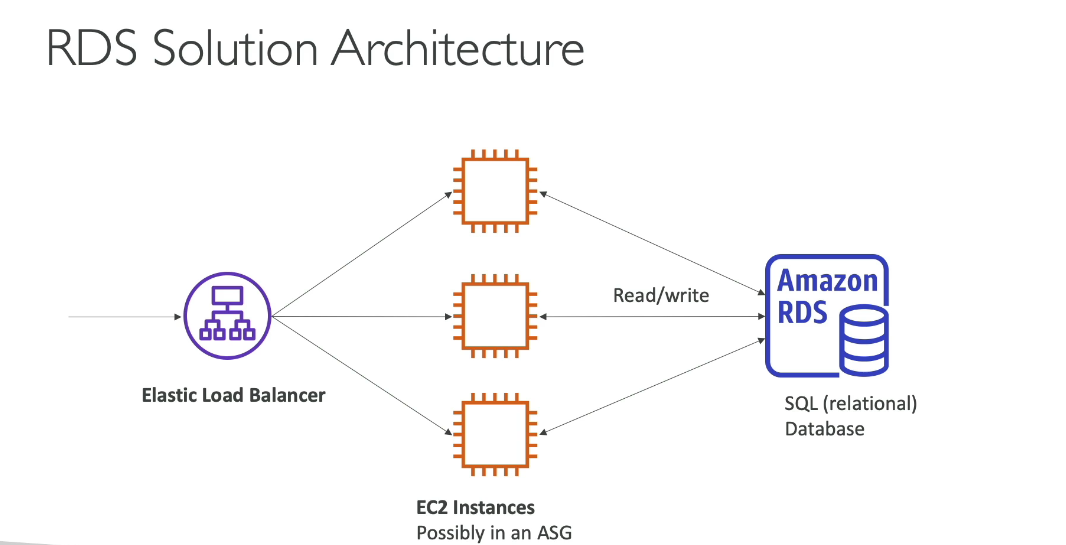 RDS Solution Architecture
Read/write
Amazon
RDS
Elastic Load Balancer
SQL (relational)
Database
EC2 Instances
Possibly in an ASG